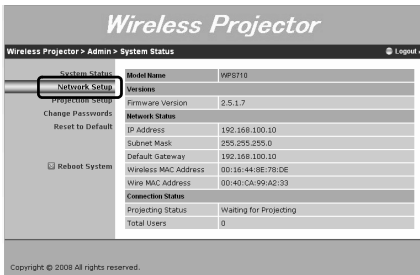 Wireless Projector
Wireless Projector > Admin > System Status
Logout
System Status
Network Setup
Projection Setup
Change Passwords
Reset to Default
Reboot System
Model Name WPS710
Versions
Firmware Version 2.5.1.7
Network Status
IP Address 192.168.100.10
Subnet Mask 255.255.255.0
Default Gateway 192.168.100.10
Wireless MAC Address 00:16:44:8E:78:DE
Wire MAC Address 00:40:CA:99:A2:33
Connection Status
Projecting Status Waiting for Projecting
Total Users 0
Copyright © 2008 All rights reserved.